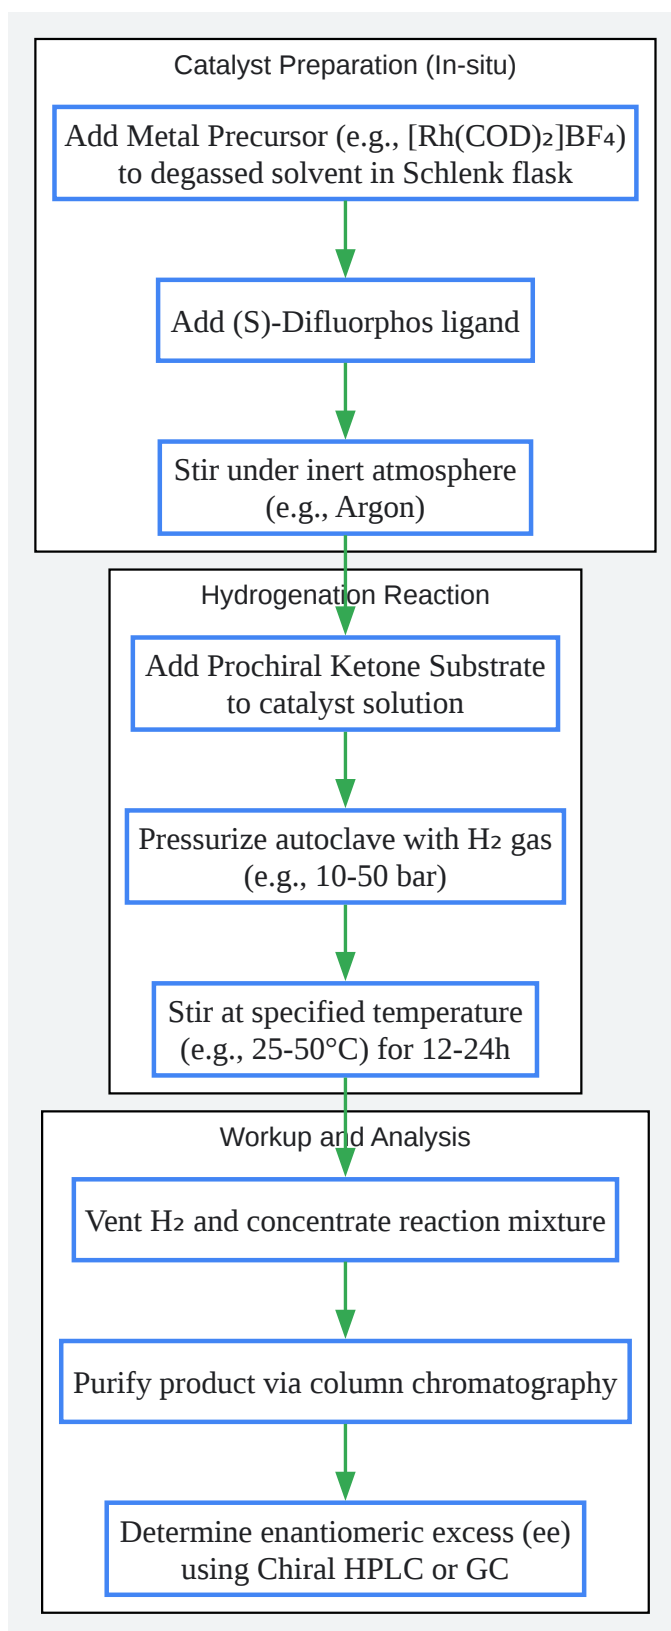 Catalyst Preparation (In-situ)
Add Metal Precursor (e.g., [Rh(COD)₂]BF₄)
to degassed solvent in Schlenk flask
Add (S)-Difluorphos ligand
Stir under inert atmosphere
(e.g., Argon)
Hydrogenation Reaction
Add Prochiral Ketone Substrate
to catalyst solution
Pressurize autoclave with H₂ gas
(e.g., 10-50 bar)
Stir at specified temperature
(e.g., 25-50°C) for 12-24h
Workup and Analysis
Vent H₂ and concentrate reaction mixture
Purify product via column chromatography
Determine enantiomeric excess (ee)
using Chiral HPLC or GC